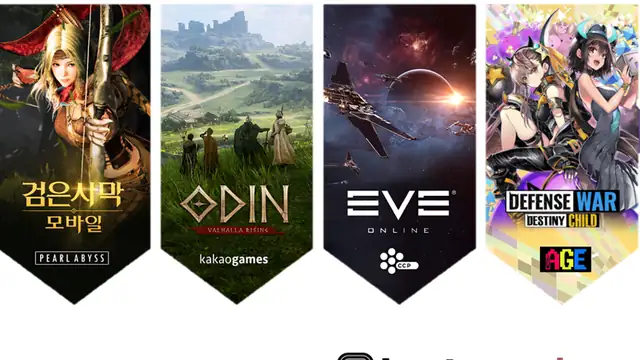 검은사막
모바일
PEARL ABYSS
ODIN
VALHALLA RISING
kakaogames
EVE®
ONLINE
CCP
DEFENSE WAR
DESTINY CHILD
AGE